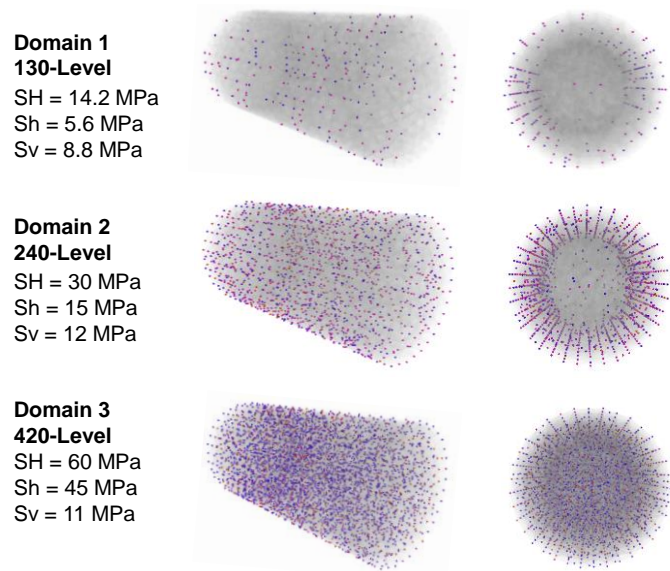 Domain 1
130-Level
SH = 14.2 MPa
Sh = 5.6 MPa
Sv = 8.8 MPa
Domain 2
240-Level
SH = 30 MPa
Sh = 15 MPa
Sv = 12 MPa
Domain 3
420-Level
SH = 60 MPa
Sh = 45 MPa
Sv = 11 MPa